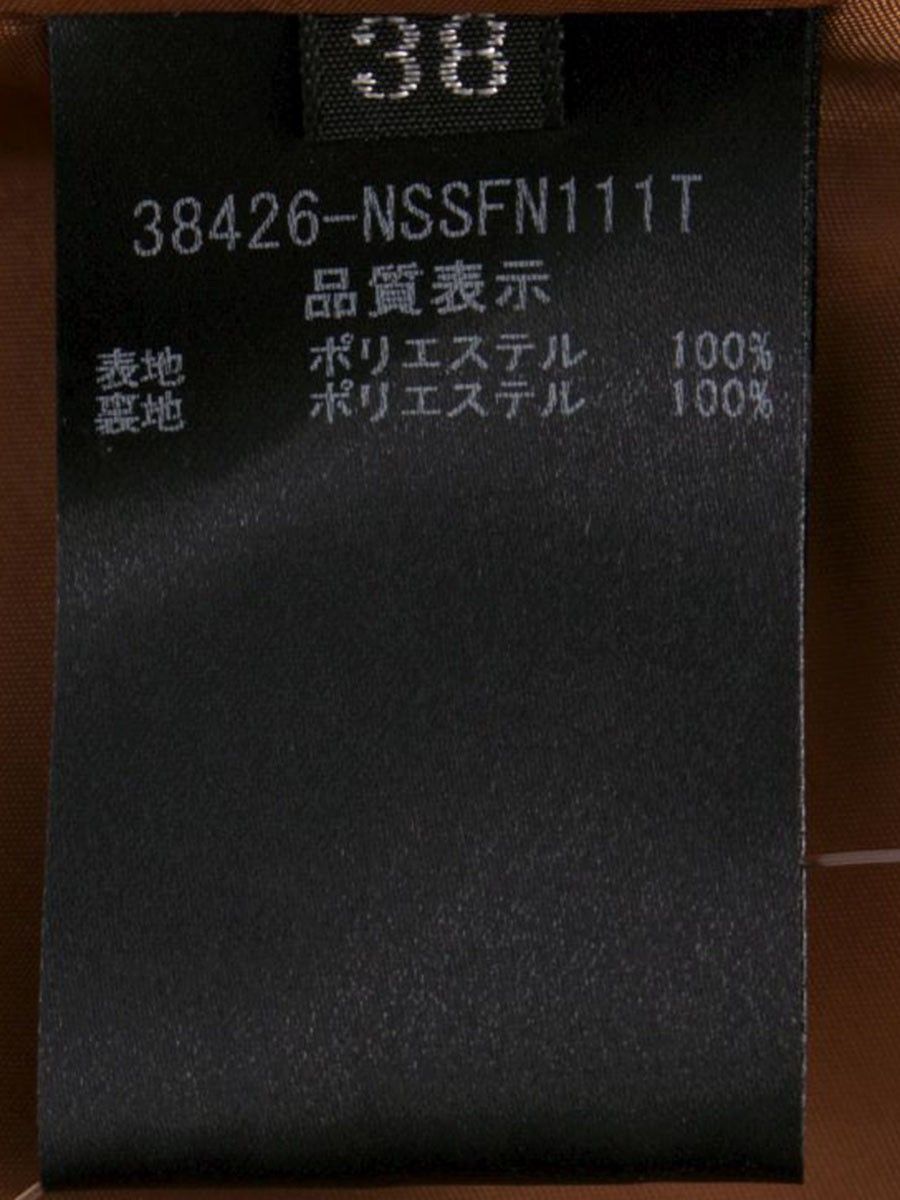 38
38426-NSSFN111T
品質表示
表地 ポリエステル 100%
裏地 ポリエステル 100%